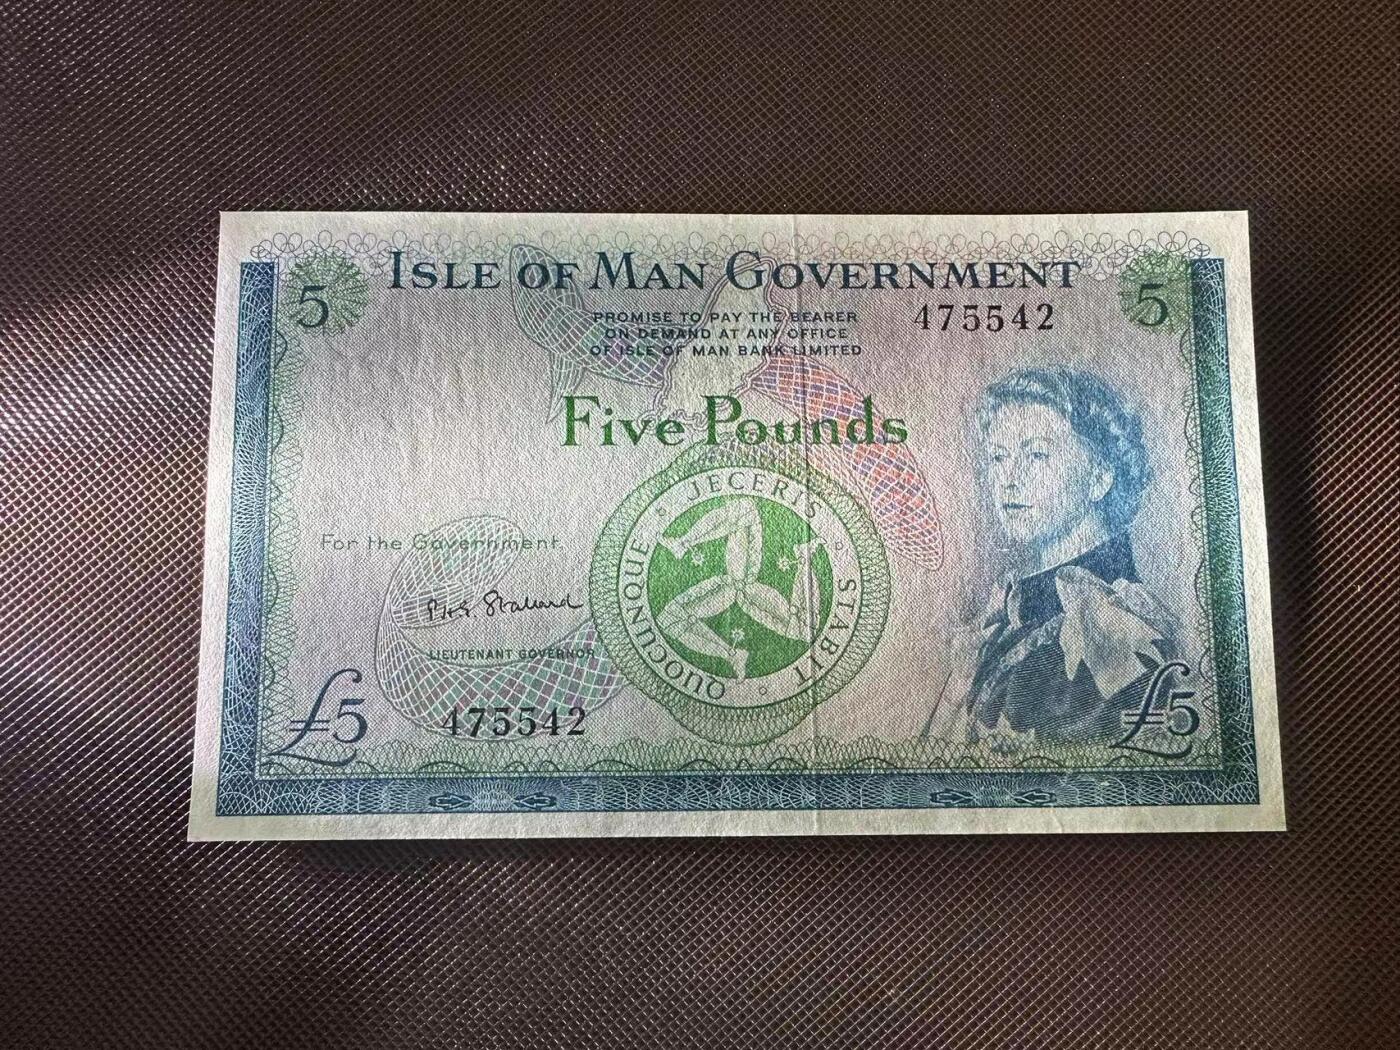 ISLE OF MAN GOVERNMENT
5
5
PROMISE TO PAY THE BEARER
ON DEMAND AT ANY OFFICE
OF ISLE OF MAN BANK LIMITED
475542
Five Pounds
QUOCUNQUE JECERIS STABIT
For the Government.
P.H.G. Stallard
LIEUTENANT GOVERNOR
£5
475542
£5